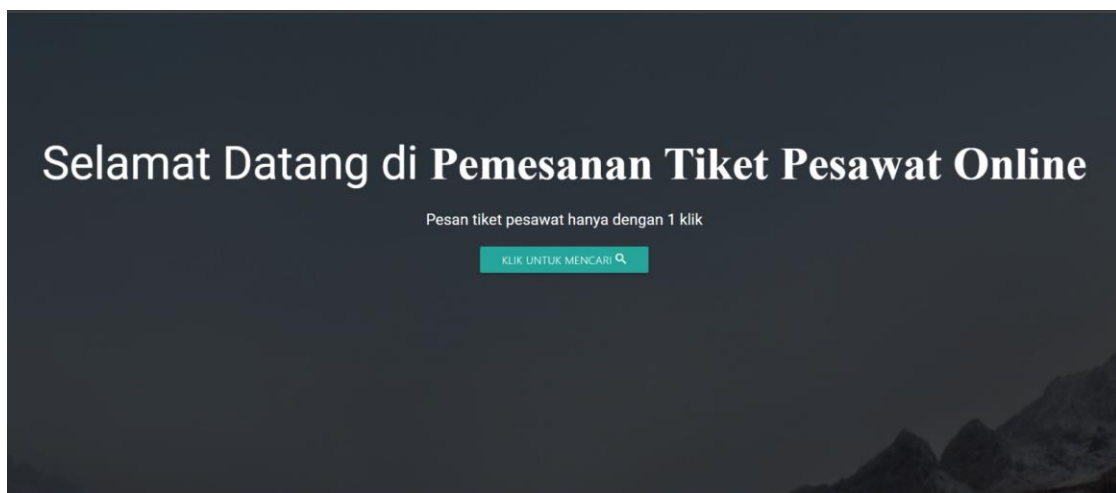 Selamat Datang di Pemesanan Tiket Pesawat Online
Pesan tiket pesawat hanya dengan 1 klik
KLIK UNTUK MENCARI